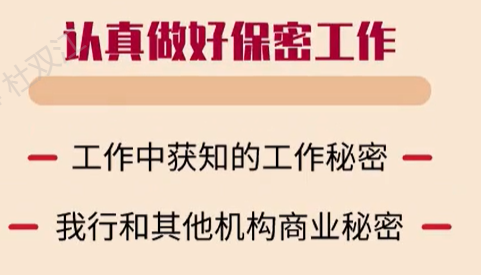 认真做好保密工作
杜双江
工作中获知的工作秘密
我行和其他机构商业秘密